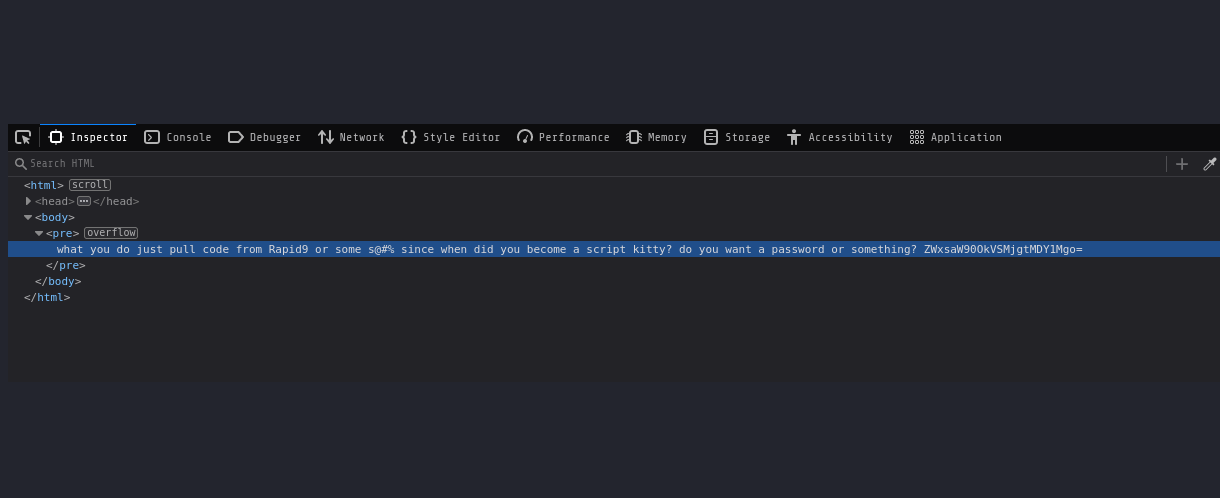 Inspector Console Debugger Network Style Editor Performance Memory Storage Accessibility Application
Search HTML
<html> scroll
<head> ••• </head>
<body>
<pre> overflow
what you do just pull code from Rapid9 or some s@#% since when did you become a script kitty? do you want a password or something? ZWxsaW90OkVSMjgtMDY1Mgo=
</pre>
</body>
</html>